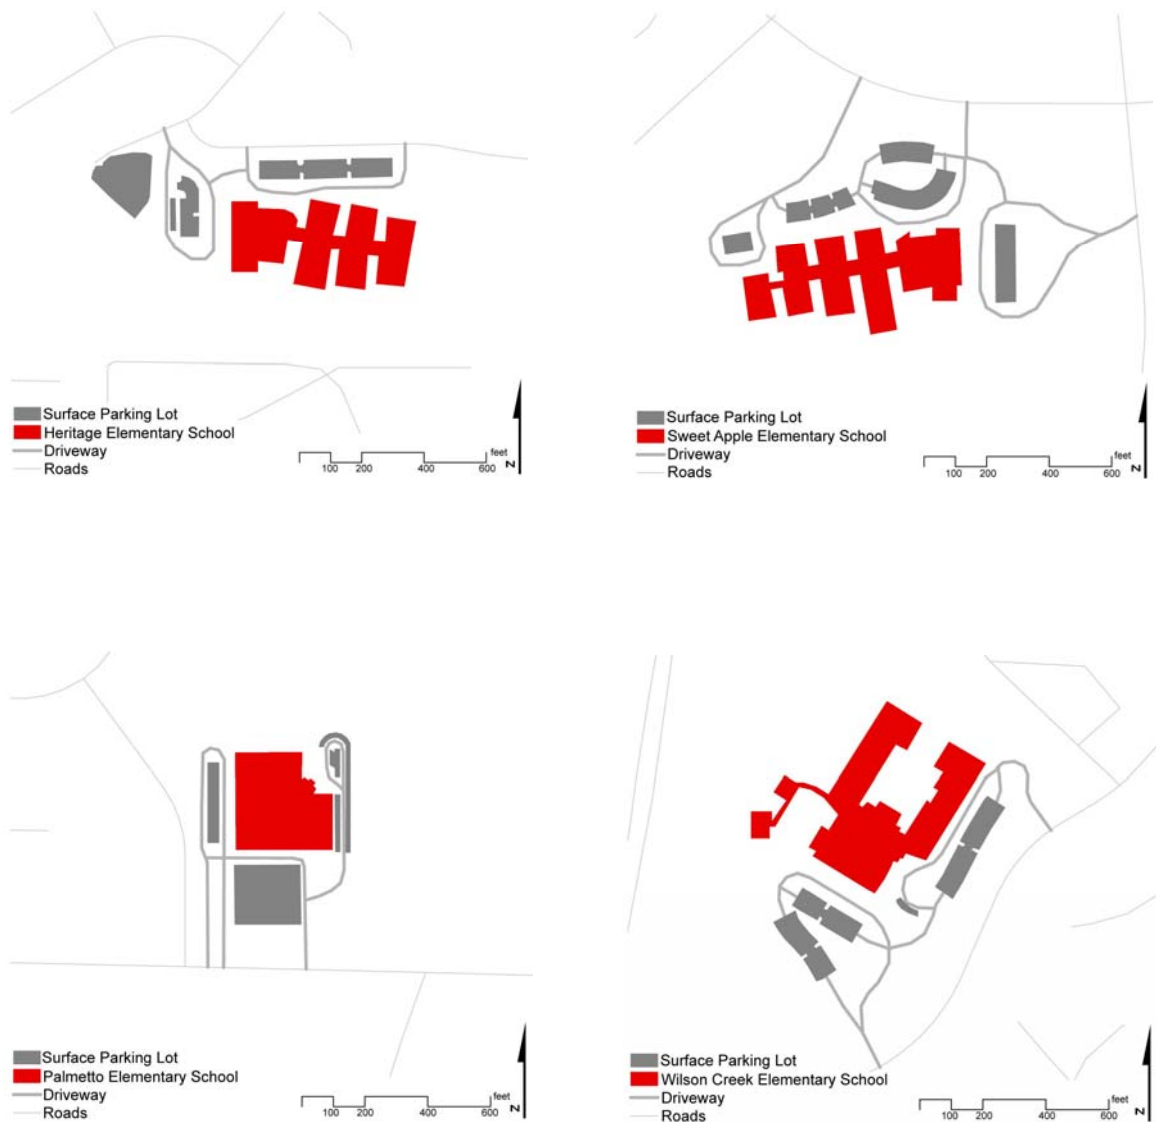 Surface Parking Lot
Heritage Elementary School
Driveway
Roads
feet
100 200 400 600
N
Surface Parking Lot
Sweet Apple Elementary School
Driveway
Roads
feet
100 200 400 600
N
Surface Parking Lot
Palmetto Elementary School
Driveway
Roads
feet
100 200 400 600
N
Surface Parking Lot
Wilson Creek Elementary School
Driveway
Roads
feet
100 200 400 600
N